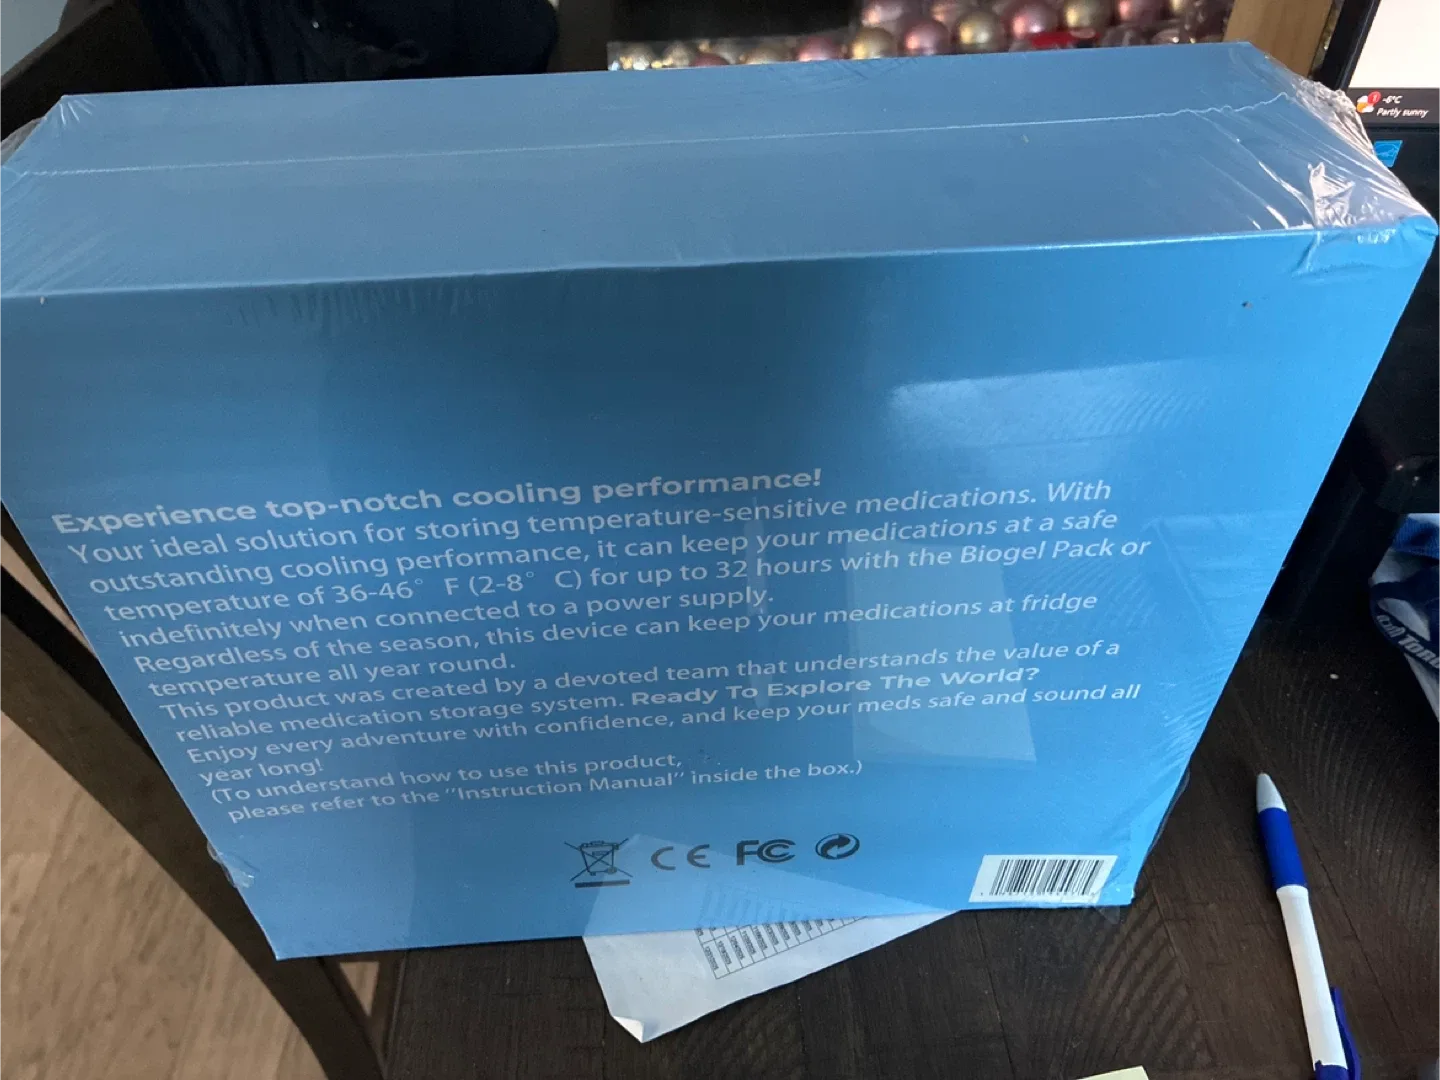 -6°C
Partly sunny
Experience top-notch cooling performance!
Your ideal solution for storing temperature-sensitive medications. With
outstanding cooling performance, it can keep your medications at a safe
temperature of 36-46° F (2-8° C) for up to 32 hours with the Biogel Pack or
indefinitely when connected to a power supply.
Regardless of the season, this device can keep your medications at fridge
temperature all year round.
This product was created by a devoted team that understands the value of a
reliable medication storage system. Ready To Explore The World?
Enjoy every adventure with confidence, and keep your meds safe and sound all
year long!
(To understand how to use this product,
please refer to the "Instruction Manual" inside the box.)
CE FC